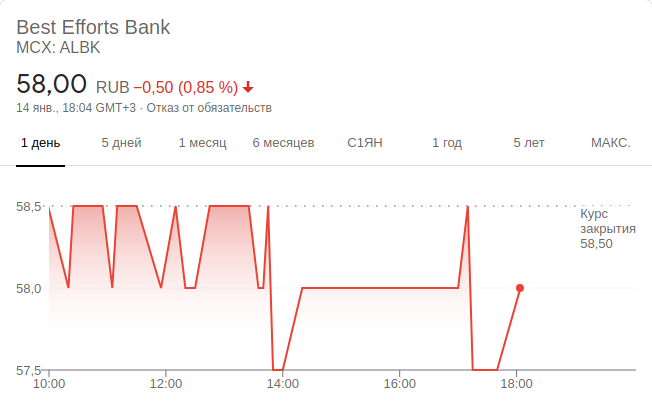 Best Efforts Bank
MCX: ALBK
58,00 RUB −0,50 (0,85 %)
14 янв., 18:04 GMT+3 · Отказ от обязательств
1 день 5 дней 1 месяц 6 месяцев С1ЯН 1 год 5 лет МАКС.
58,5
Курс
закрытия
58,50
58,0
57,5
10:00 12:00 14:00 16:00 18:00